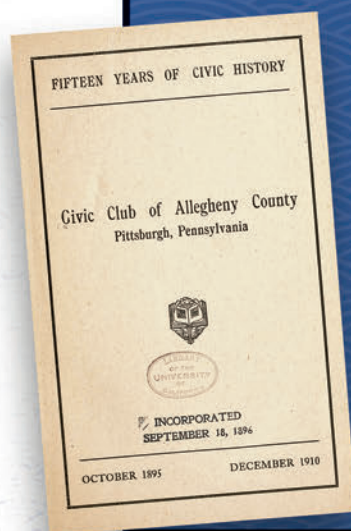 FIFTEEN YEARS OF CIVIC HISTORY
Civic Club of Allegheny County
Pittsburgh, Pennsylvania
LIBRARY
OF THE
UNIVERSITY
OF
INCORPORATED
SEPTEMBER 18, 1896
OCTOBER 1895 DECEMBER 1910